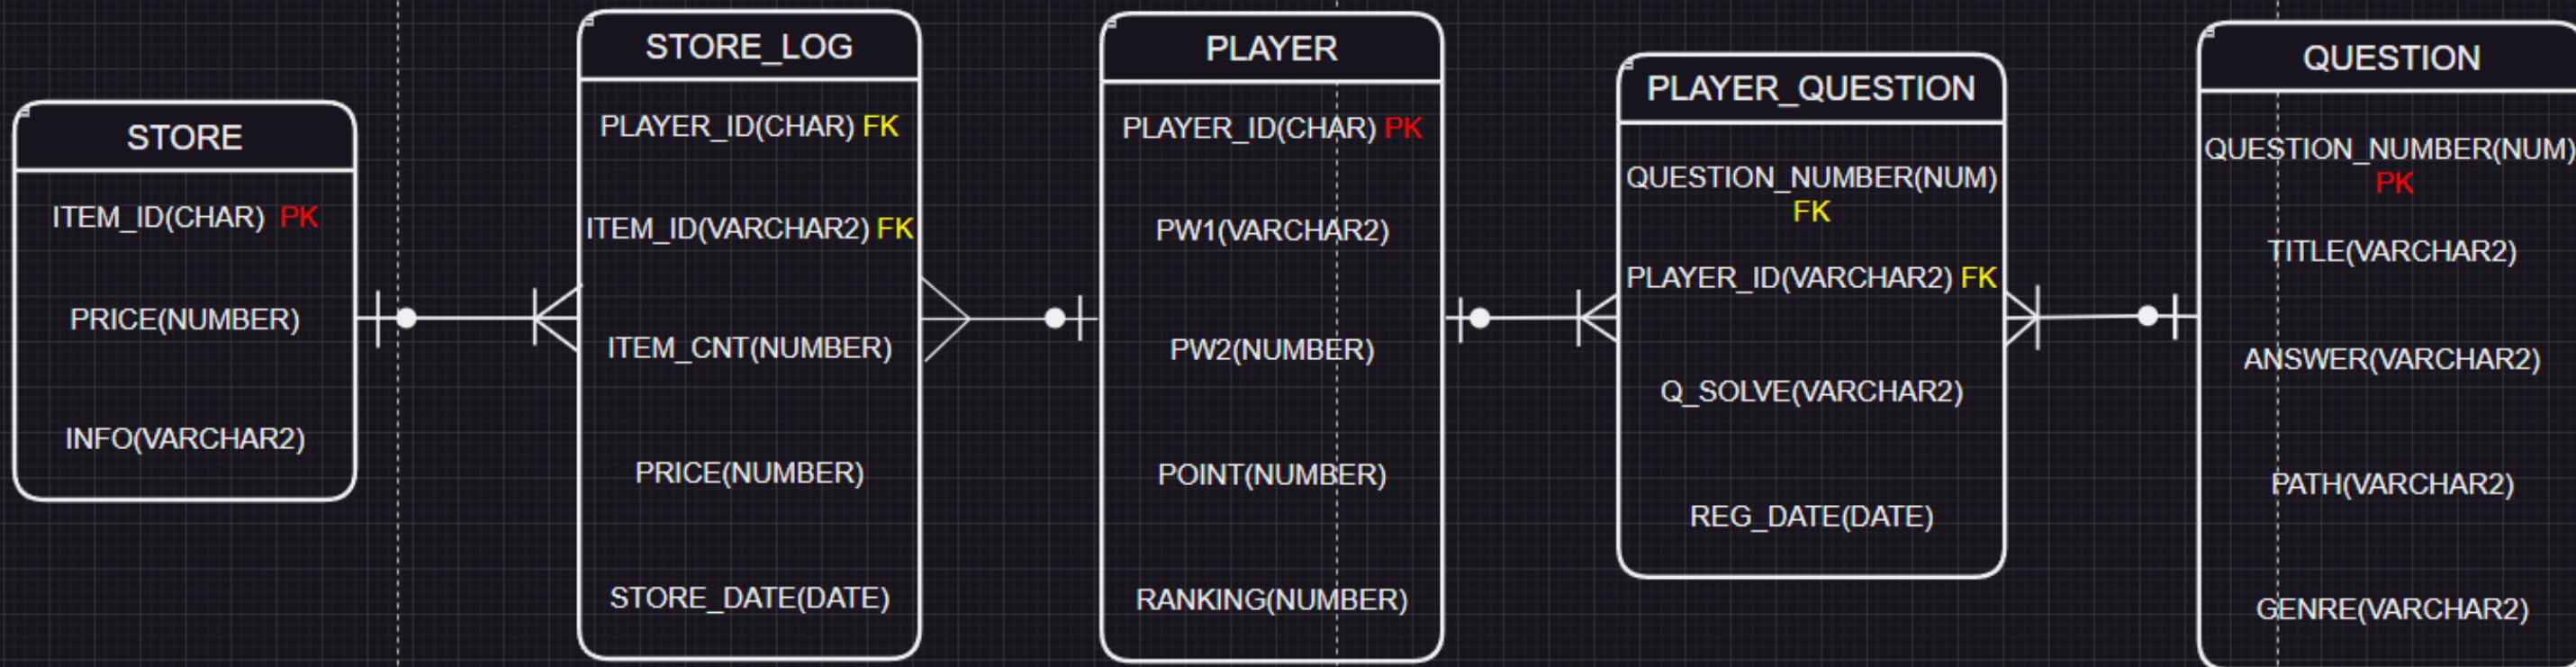 STORE
ITEM_ID(CHAR) PK
PRICE(NUMBER)
INFO(VARCHAR2)
STORE_LOG
PLAYER_ID(CHAR) FK
ITEM_ID(VARCHAR2) FK
ITEM_CNT(NUMBER)
PRICE(NUMBER)
STORE_DATE(DATE)
PLAYER
PLAYER_ID(CHAR) PK
PW1(VARCHAR2)
PW2(NUMBER)
POINT(NUMBER)
RANKING(NUMBER)
PLAYER_QUESTION
QUESTION_NUMBER(NUM)
FK
PLAYER_ID(VARCHAR2) FK
Q_SOLVE(VARCHAR2)
REG_DATE(DATE)
QUESTION
QUESTION_NUMBER(NUM)
PK
TITLE(VARCHAR2)
ANSWER(VARCHAR2)
PATH(VARCHAR2)
GENRE(VARCHAR2)